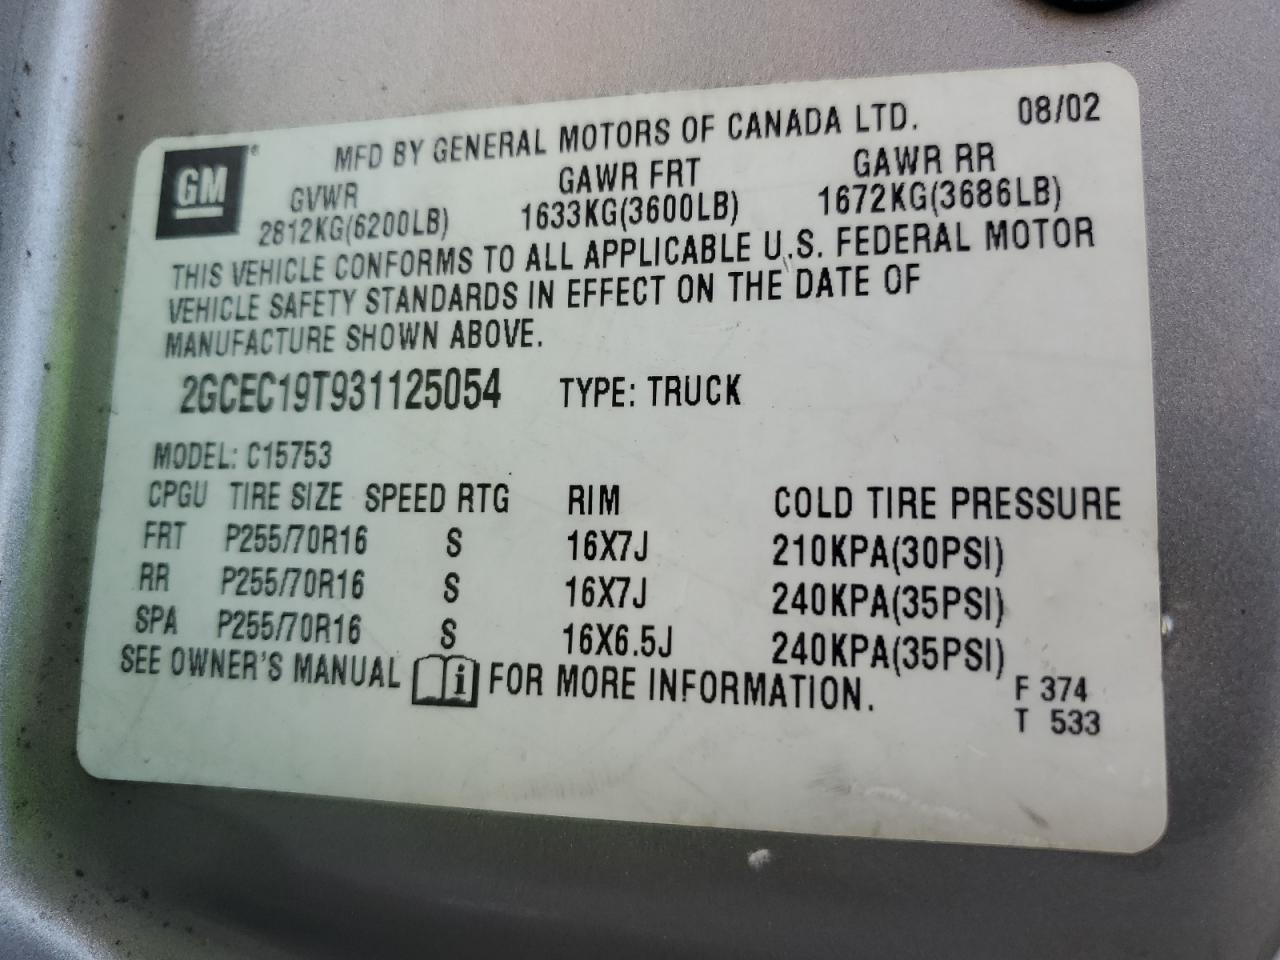 GM®
MFD BY GENERAL MOTORS OF CANADA LTD. 08/02
GVWR GAWR FRT GAWR RR
2812KG(6200LB) 1633KG(3600LB) 1672KG(3686LB)
THIS VEHICLE CONFORMS TO ALL APPLICABLE U.S. FEDERAL MOTOR
VEHICLE SAFETY STANDARDS IN EFFECT ON THE DATE OF
MANUFACTURE SHOWN ABOVE.
2GCEC19T931125054 TYPE: TRUCK
MODEL: C15753
CPGU TIRE SIZE SPEED RTG RIM COLD TIRE PRESSURE
FRT P255/70R16 S 16X7J 210KPA(30PSI)
RR P255/70R16 S 16X7J 240KPA(35PSI)
SPA P255/70R16 S 16X6.5J 240KPA(35PSI)
SEE OWNER'S MANUAL i FOR MORE INFORMATION.
F 374
T 533